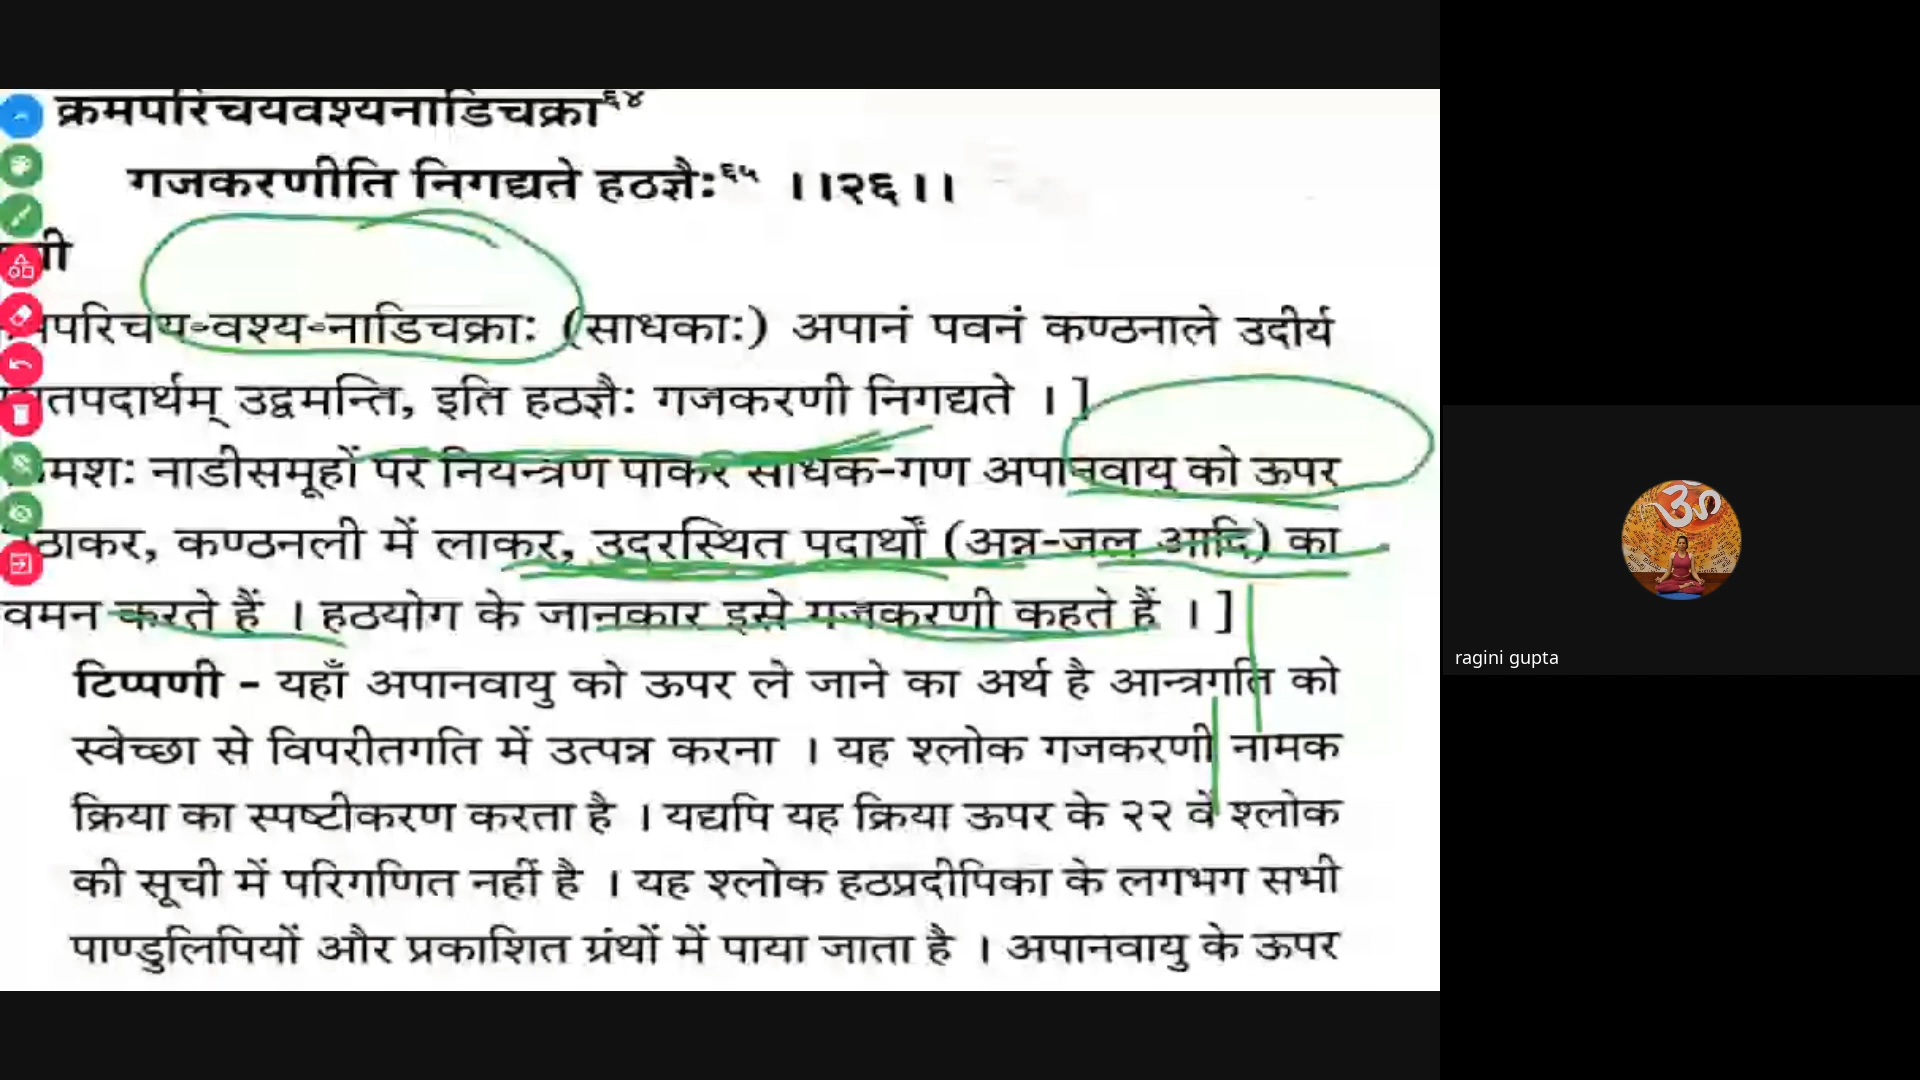 क्रमपरिचयवश्यनाडिचक्रा६४
गजकरणीति निगद्यते हठज्ञैः६५ ।।२६।।
परिचय-वश्य-नाडिचक्राः (साधकाः) अपानं पवनं कण्ठनाले उदीर्य
तपदार्थम् उद्वमन्ति, इति हठज्ञैः गजकरणी निगद्यते । ]
मशः नाडीसमूहों पर नियन्त्रण पाकर साधक-गण अपानवायु को ऊपर
ठाकर, कण्ठनली में लाकर, उदरस्थित पदार्थों (अन्न-जल आदि) का
वमन करते हैं । हठयोग के जानकार इसे गजकरणी कहते हैं । ]
टिप्पणी - यहाँ अपानवायु को ऊपर ले जाने का अर्थ है आन्त्रगति को
स्वेच्छा से विपरीतगति में उत्पन्न करना । यह श्लोक गजकरणी नामक
क्रिया का स्पष्टीकरण करता है । यद्यपि यह क्रिया ऊपर के २२ वें श्लोक
की सूची में परिगणित नहीं है । यह श्लोक हठप्रदीपिका के लगभग सभी
पाण्डुलिपियों और प्रकाशित ग्रंथों में पाया जाता है । अपानवायु के ऊपर
ragini gupta